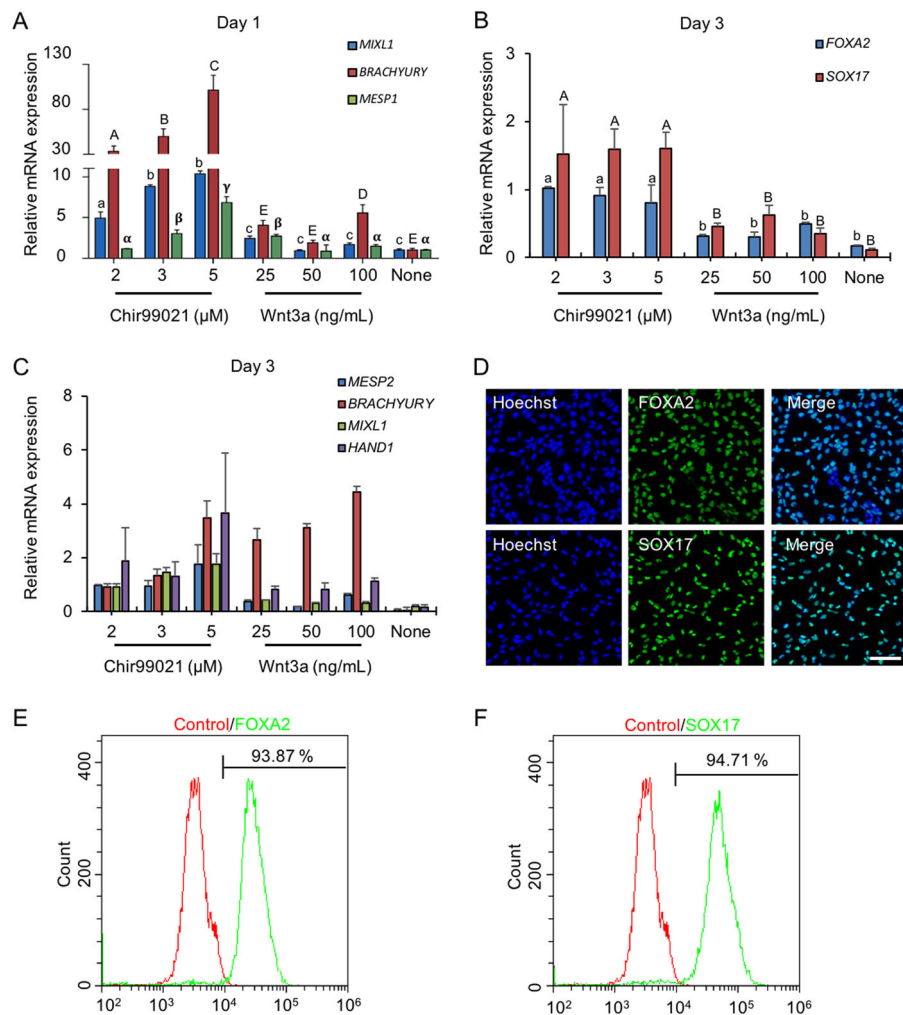 A
Day 1
MIXL1
BRACHYURY
MESP1
Relative mRNA expression
130
80
30
10
5
0
A
B
C
a
b
b
α
β
γ
c
E
β
c
E
α
c
D
α
c
E
α
2 3 5 25 50 100 None
Chir99021 (μM) Wnt3a (ng/mL)
B
Day 3
FOXA2
SOX17
Relative mRNA expression
3
2
1
0
A
A
A
a
a
a
b
B
b
B
b
B
b
B
2 3 5 25 50 100 None
Chir99021 (μM) Wnt3a (ng/mL)
C
Day 3
MESP2
BRACHYURY
MIXL1
HAND1
Relative mRNA expression
8
6
4
2
0
2 3 5 25 50 100 None
Chir99021 (μM) Wnt3a (ng/mL)
D
Hoechst FOXA2 Merge
Hoechst SOX17 Merge
E
Control/FOXA2
93.87 %
Count
400
200
0
10² 10³ 10⁴ 10⁵ 10⁶
F
Control/SOX17
94.71 %
Count
400
200
0
10² 10³ 10⁴ 10⁵ 10⁶